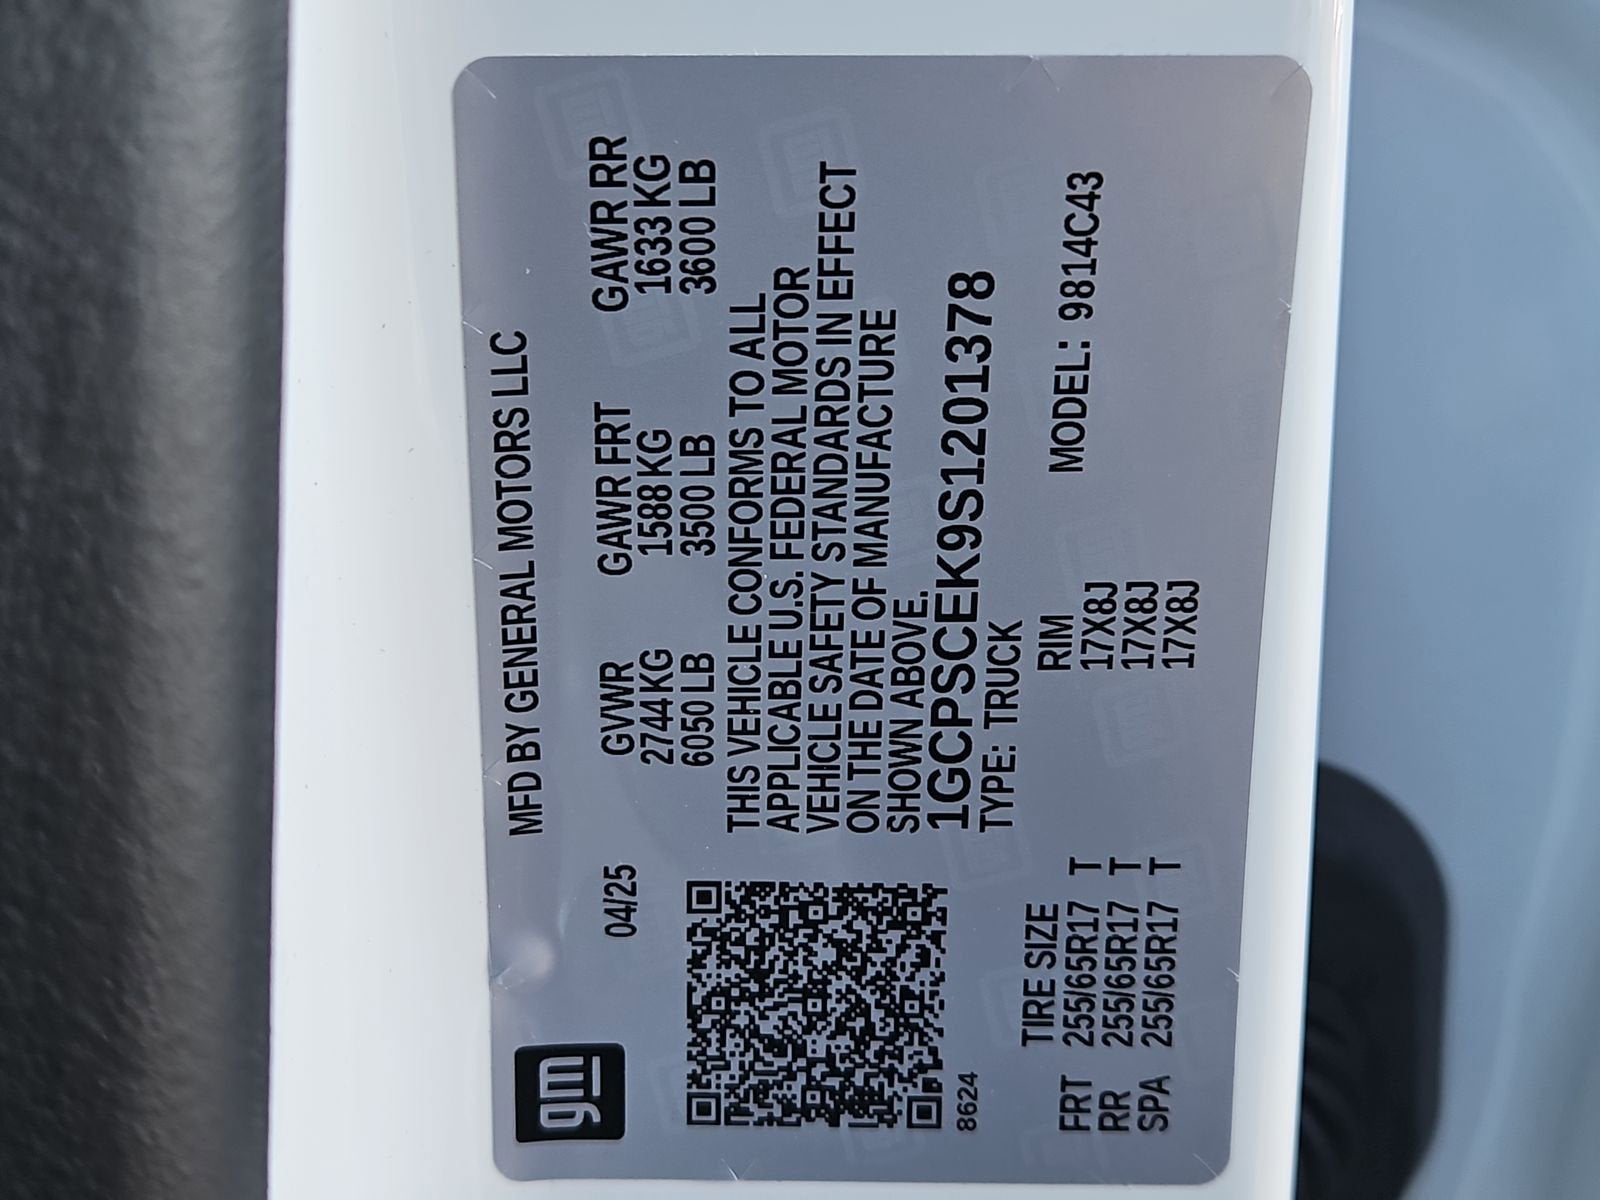 gm
MFD BY GENERAL MOTORS LLC
04/25
GVWR GAWR FRT GAWR RR
2744 KG 1588 KG 1633 KG
6050 LB 3500 LB 3600 LB
THIS VEHICLE CONFORMS TO ALL
APPLICABLE U.S. FEDERAL MOTOR
VEHICLE SAFETY STANDARDS IN EFFECT
ON THE DATE OF MANUFACTURE
SHOWN ABOVE.
1GCPSCEK9S1201378
8624
TYPE: TRUCK
MODEL: 9814C43
TIRE SIZE RIM
FRT 255/65R17 T 17X8J
RR 255/65R17 T 17X8J
SPA 255/65R17 T 17X8J